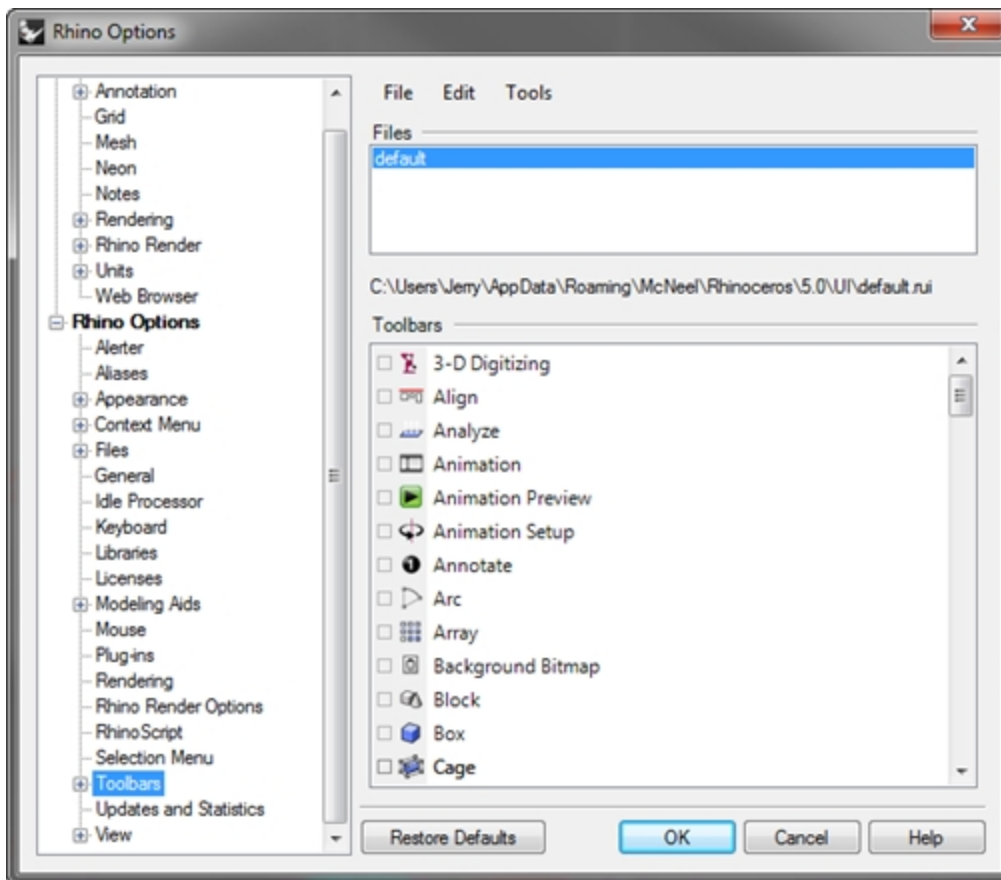 Rhino Options
Annotation
Grid
Mesh
Neon
Notes
Rendering
Rhino Render
Units
Web Browser
Rhino Options
Alerter
Aliases
Appearance
Context Menu
Files
General
Idle Processor
Keyboard
Libraries
Licenses
Modeling Aids
Mouse
Plug-ins
Rendering
Rhino Render Options
RhinoScript
Selection Menu
Toolbars
Updates and Statistics
View
File Edit Tools
Files
default
C:\Users\Jerry\AppData\Roaming\McNeel\Rhinoceros\5.0\UI\default.rui
Toolbars
3-D Digitizing
Align
Analyze
Animation
Animation Preview
Animation Setup
Annotate
Arc
Array
Background Bitmap
Block
Box
Cage
Restore Defaults OK Cancel Help